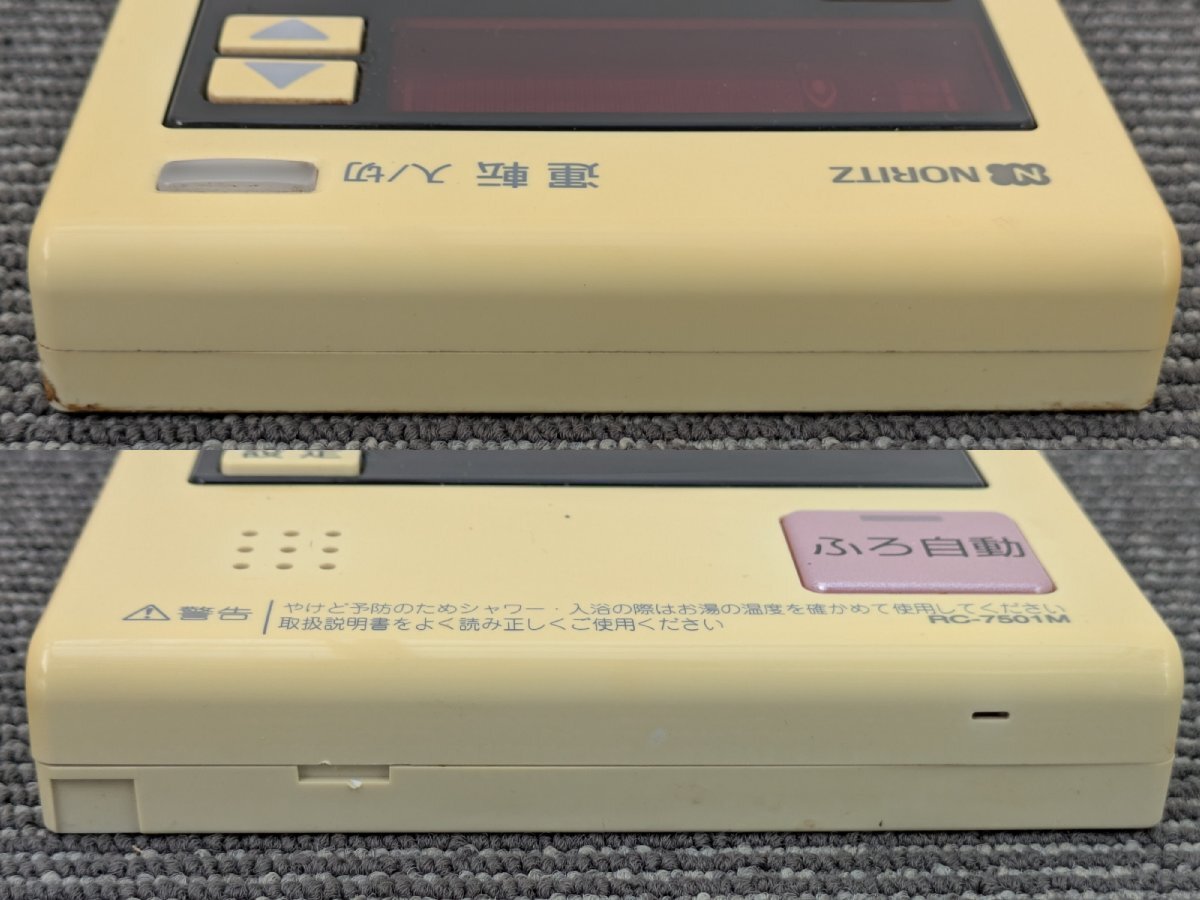 NORITZ
運転 入/切
ふろ自動
警告
やけど予防のためシャワー・入浴の際はお湯の温度を確かめて使用してください
取扱説明書をよく読み正しくご使用ください
RC-7501M